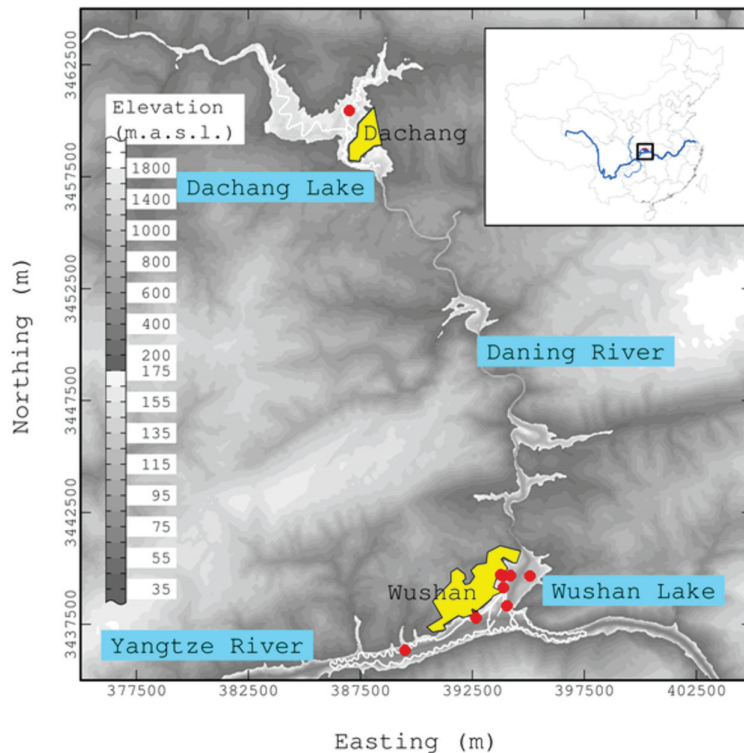 3462500
3457500
3452500
3447500
3442500
3437500
Northing (m)
Elevation
(m.a.s.l.)
1800
1400
1000
800
600
400
200
175
155
135
115
95
75
55
35
Dachang
Dachang Lake
Daning River
Wushan
Wushan Lake
Yangtze River
377500 382500 387500 392500 397500 402500
Easting (m)